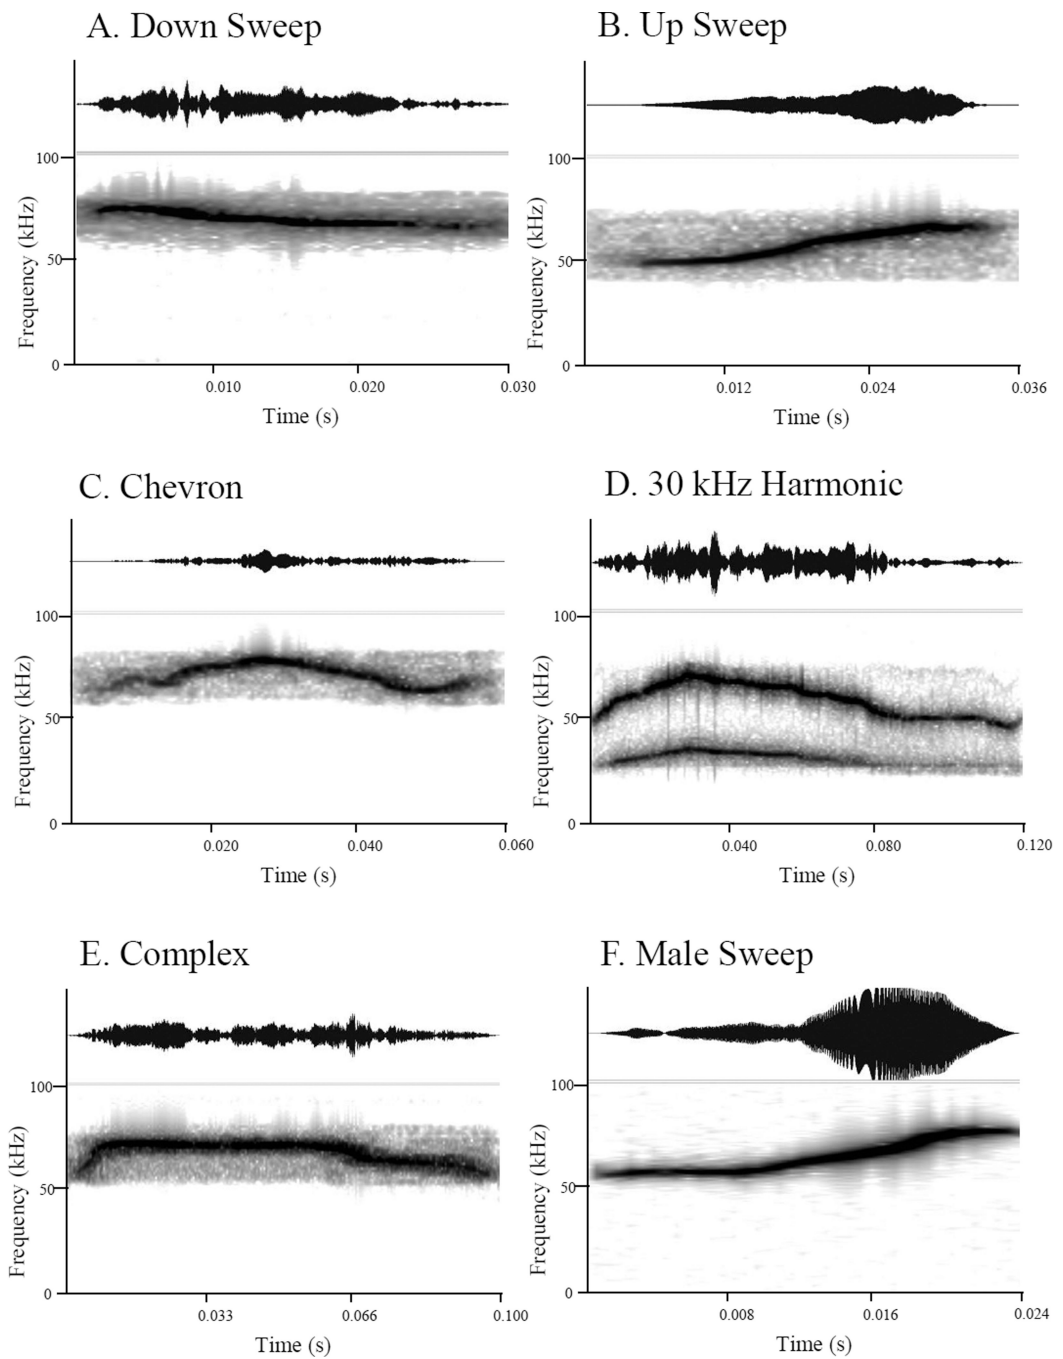 A. Down Sweep
100
50
0
Frequency (kHz)
0.010
0.020
0.030
Time (s)
B. Up Sweep
100
50
0
Frequency (kHz)
0.012
0.024
0.036
Time (s)
C. Chevron
100
50
0
Frequency (kHz)
0.020
0.040
0.060
Time (s)
D. 30 kHz Harmonic
100
50
0
Frequency (kHz)
0.040
0.080
0.120
Time (s)
E. Complex
100
50
0
Frequency (kHz)
0.033
0.066
0.100
Time (s)
F. Male Sweep
100
50
0
Frequency (kHz)
0.008
0.016
0.024
Time (s)